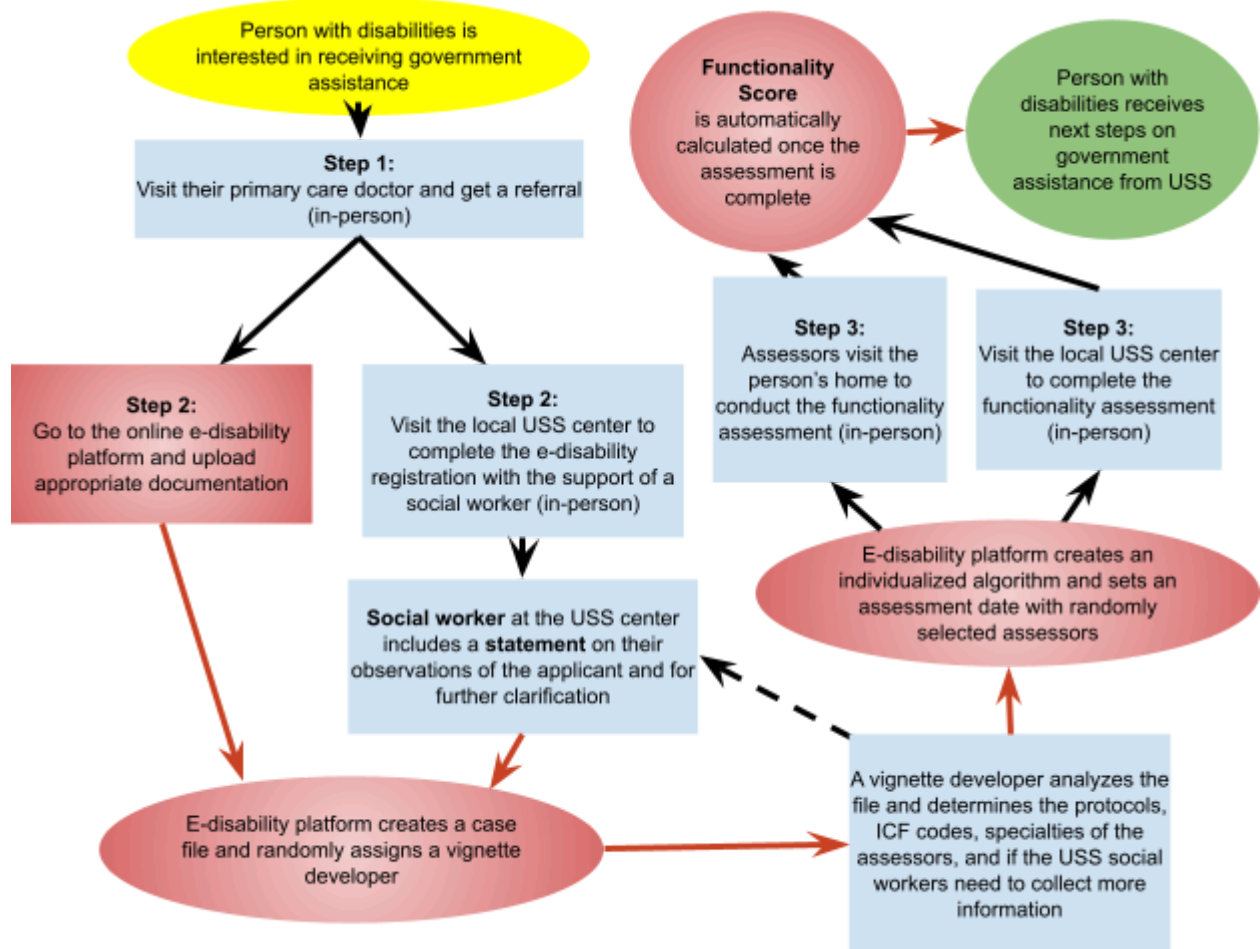 Person with disabilities is
interested in receiving government
assistance
Step 1:
Visit their primary care doctor and get a referral
(in-person)
Step 2:
Go to the online e-disability
platform and upload
appropriate documentation
Step 2:
Visit the local USS center to
complete the e-disability
registration with the support of a
social worker (in-person)
Social worker at the USS center
includes a statement on their
observations of the applicant and for
further clarification
E-disability platform creates a case
file and randomly assigns a vignette
developer
A vignette developer analyzes the
file and determines the protocols,
ICF codes, specialties of the
assessors, and if the USS social
workers need to collect more
information
E-disability platform creates an
individualized algorithm and sets an
assessment date with randomly
selected assessors
Step 3:
Assessors visit the
person's home to
conduct the functionality
assessment (in-person)
Step 3:
Visit the local USS center
to complete the
functionality assessment
(in-person)
Functionality
Score
is automatically
calculated once the
assessment is
complete
Person with
disabilities receives
next steps on
government
assistance from USS